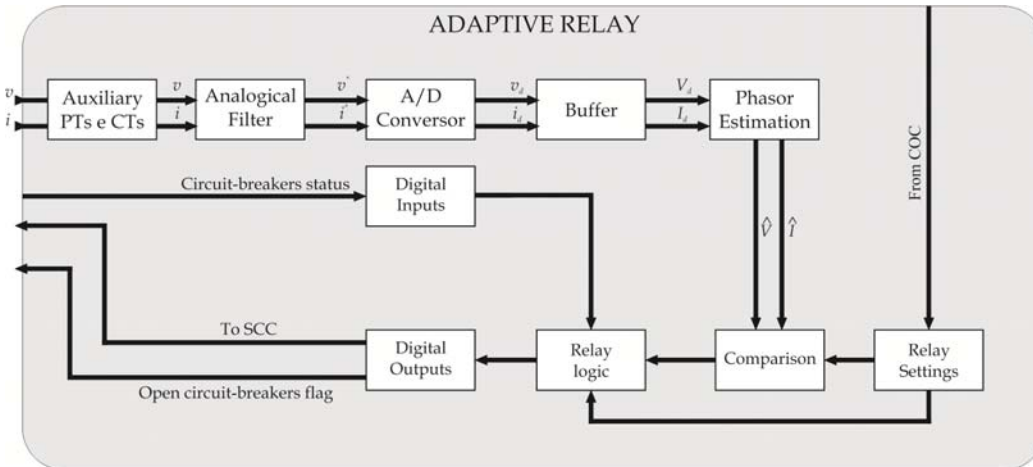 ADAPTIVE RELAY
v
i
Auxiliary
PTs e CTs
v
i
Analogical
Filter
v*
i*
A/D
Conversor
v_d
i_d
Buffer
V_d
I_d
Phasor
Estimation
From COC
Circuit-breakers status
Digital
Inputs
V̂
Î
To SCC
Digital
Outputs
Relay
logic
Comparison
Relay
Settings
Open circuit-breakers flag